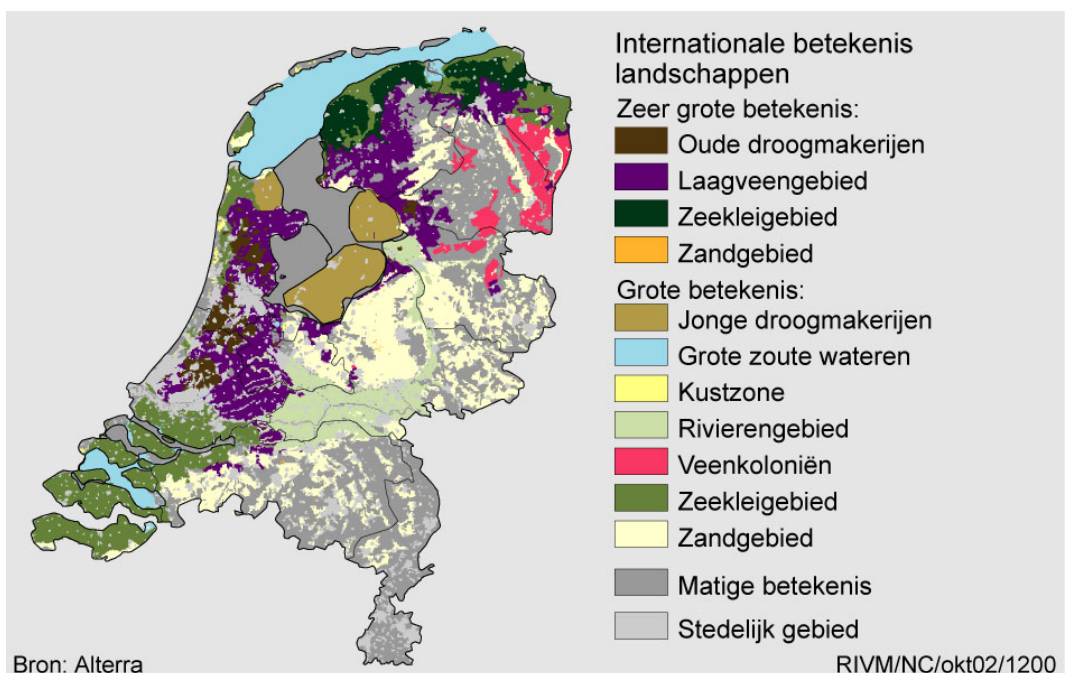 Internationale betekenis
landschappen
Zeer grote betekenis:
Oude droogmakerijen
Laagveengebied
Zeekleigebied
Zandgebied
Grote betekenis:
Jonge droogmakerijen
Grote zoute wateren
Kustzone
Rivierengebied
Veenkoloniën
Zeekleigebied
Zandgebied
Matige betekenis
Stedelijk gebied
Bron: Alterra
RIVM/NC/okt02/1200